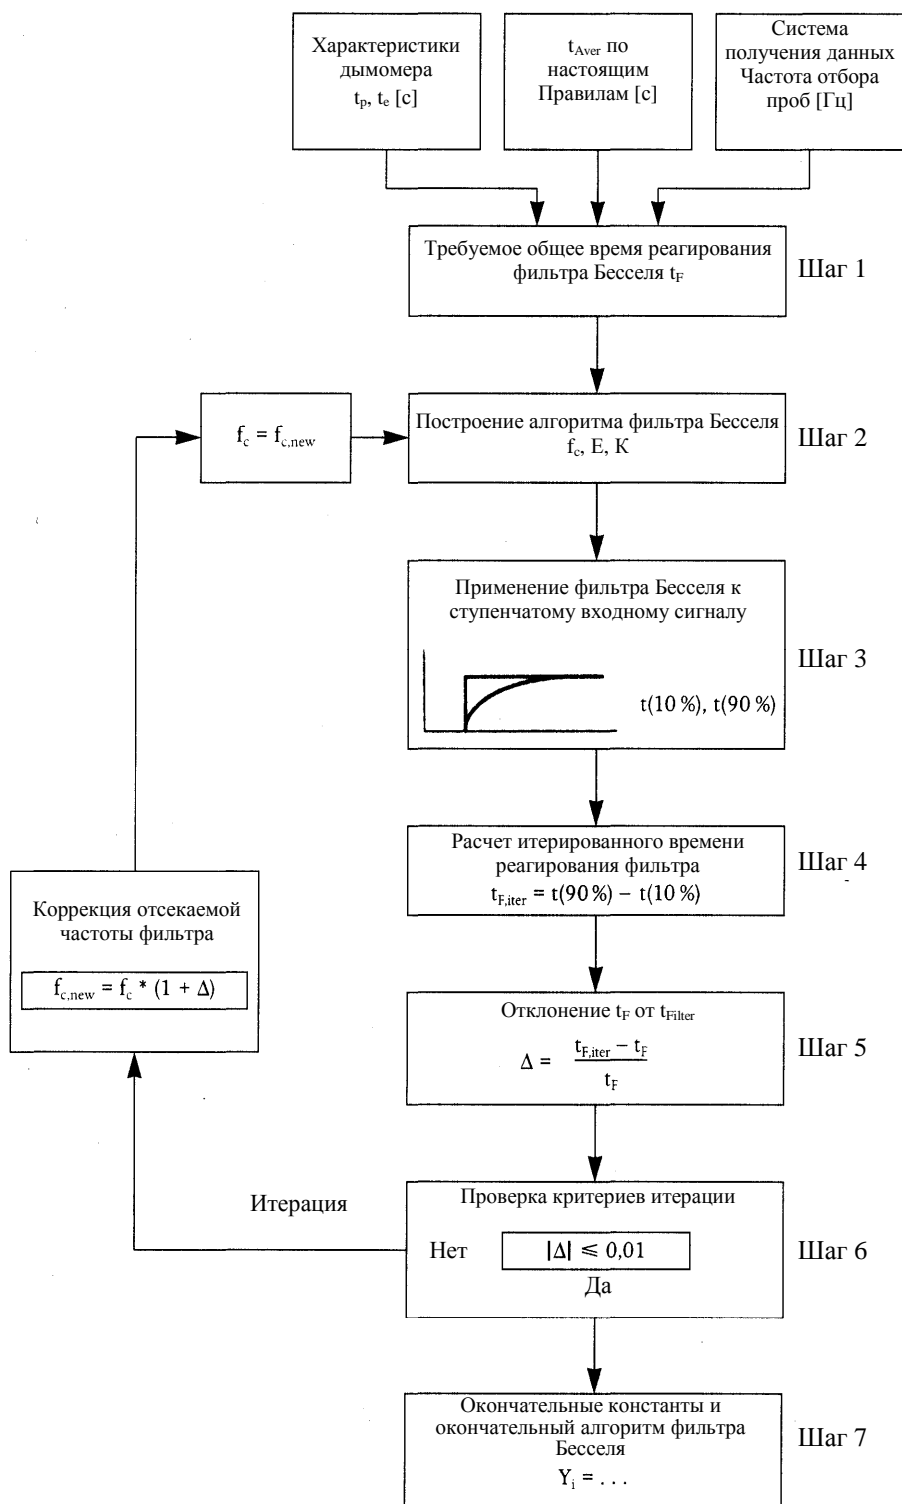 Характеристики
дымомера
tp, te [с]
tAver по
настоящим
Правилам [с]
Система
получения данных
Частота отбора
проб [Гц]
Требуемое общее время реагирования
фильтра Бесселя tF
Шаг 1
fc = fc,new
Построение алгоритма фильтра Бесселя
fc, E, K
Шаг 2
Применение фильтра Бесселя к
ступенчатому входному сигналу
t(10 %), t(90 %)
Шаг 3
Расчет итерированного времени
реагирования фильтра
tF,iter = t(90 %) − t(10 %)
Шаг 4
Коррекция отсекаемой
частоты фильтра
fc,new = fc * (1 + Δ)
Отклонение tF от tFilter
Δ = (tF,iter − tF) / tF
Шаг 5
Итерация
Проверка критериев итерации
Нет
|Δ| ≤ 0,01
Да
Шаг 6
Окончательные константы и
окончательный алгоритм фильтра
Бесселя
Yi = . . .
Шаг 7